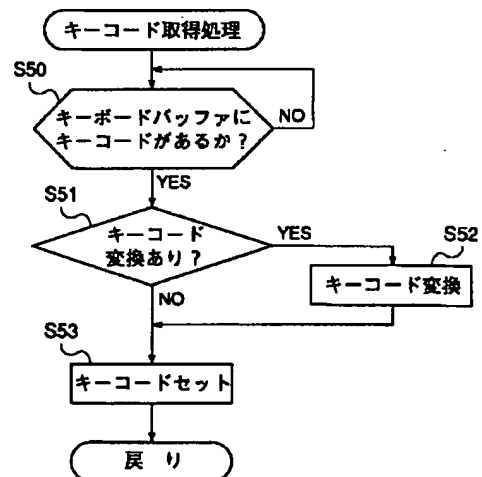 キーコード取得処理
S50
キーボードバッファに
キーコードがあるか?
NO
YES
S51
キーコード
変換あり?
YES
S52
キーコード変換
NO
S53
キーコードセット
戻り